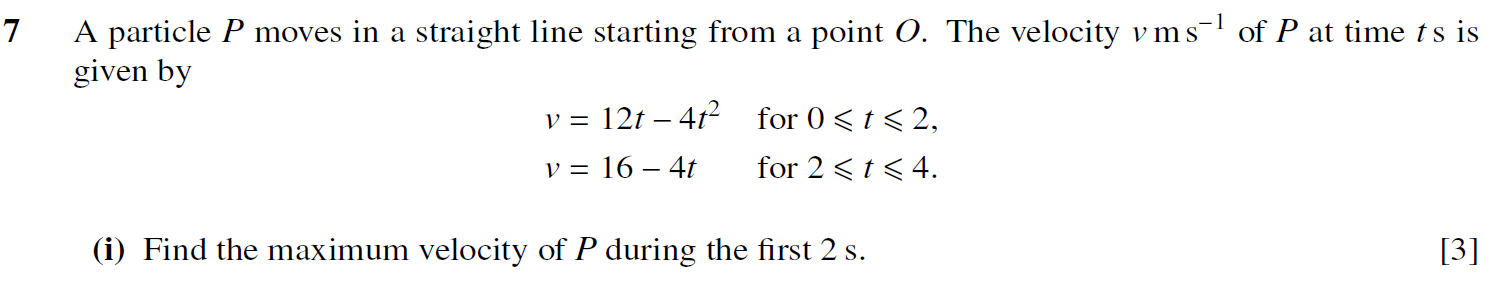 7 A particle P moves in a straight line starting from a point O. The velocity v m s⁻¹ of P at time t s is
given by
v = 12t − 4t² for 0 ⩽ t ⩽ 2,
v = 16 − 4t for 2 ⩽ t ⩽ 4.
(i) Find the maximum velocity of P during the first 2 s. [3]